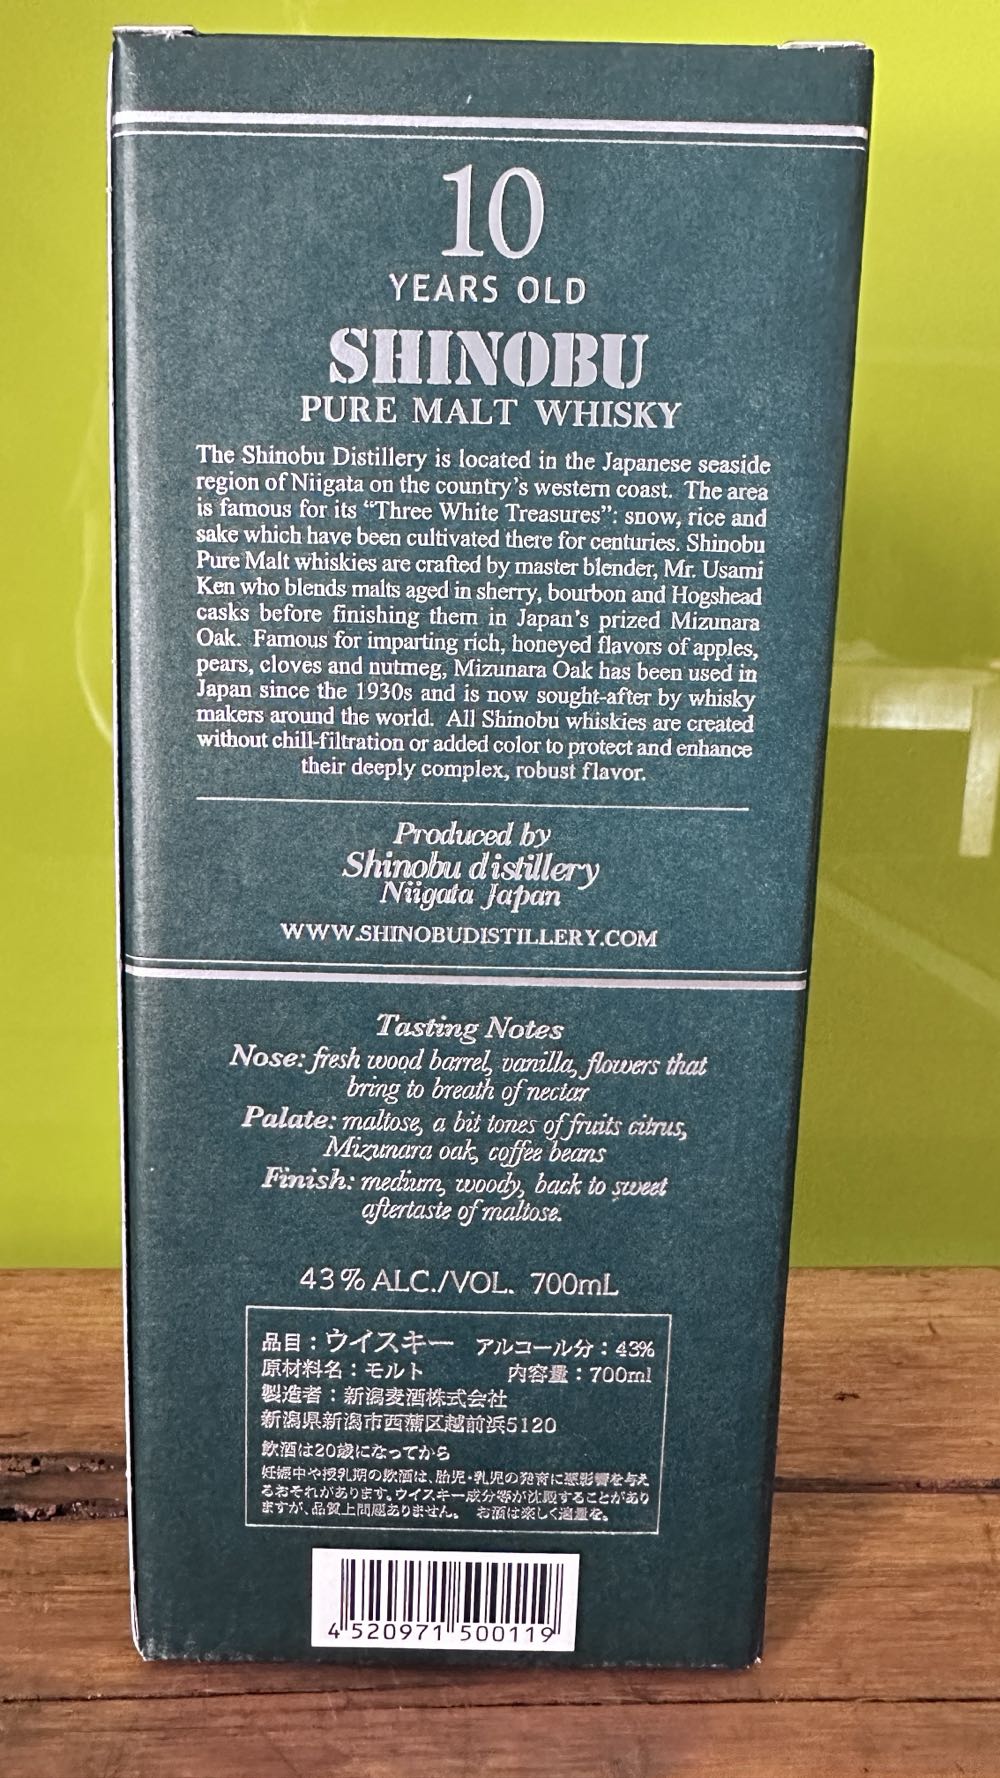 10
YEARS OLD
SHINOBU
PURE MALT WHISKY
The Shinobu Distillery is located in the Japanese seaside
region of Niigata on the country's western coast. The area
is famous for its “Three White Treasures”: snow, rice and
sake which have been cultivated there for centuries. Shinobu
Pure Malt whiskies are crafted by master blender, Mr. Usami
Ken who blends malts aged in sherry, bourbon and Hogshead
casks before finishing them in Japan's prized Mizunara
Oak. Famous for imparting rich, honeyed flavors of apples,
pears, cloves and nutmeg, Mizunara Oak has been used in
Japan since the 1930s and is now sought-after by whisky
makers around the world. All Shinobu whiskies are created
without chill-filtration or added color to protect and enhance
their deeply complex, robust flavor.
Produced by
Shinobu distillery
Niigata Japan
WWW.SHINOBUDISTILLERY.COM
Tasting Notes
Nose: fresh wood barrel, vanilla, flowers that
bring to breath of nectar
Palate: maltose, a bit tones of fruits citrus,
Mizunara oak, coffee beans
Finish: medium, woody, back to sweet
aftertaste of maltose.
43% ALC./VOL. 700mL
品目：ウイスキー アルコール分：43%
原材料名：モルト 内容量：700ml
製造者：新潟麦酒株式会社
新潟県新潟市西蒲区越前浜5120
飲酒は20歳になってから
妊娠中や授乳期の飲酒は、胎児・乳児の発育に悪影響を与え
るおそれがあります。ウイスキー成分等が沈殿することがあり
ますが、品質上問題ありません。 お酒は楽しく適量を。
4 520971 500119